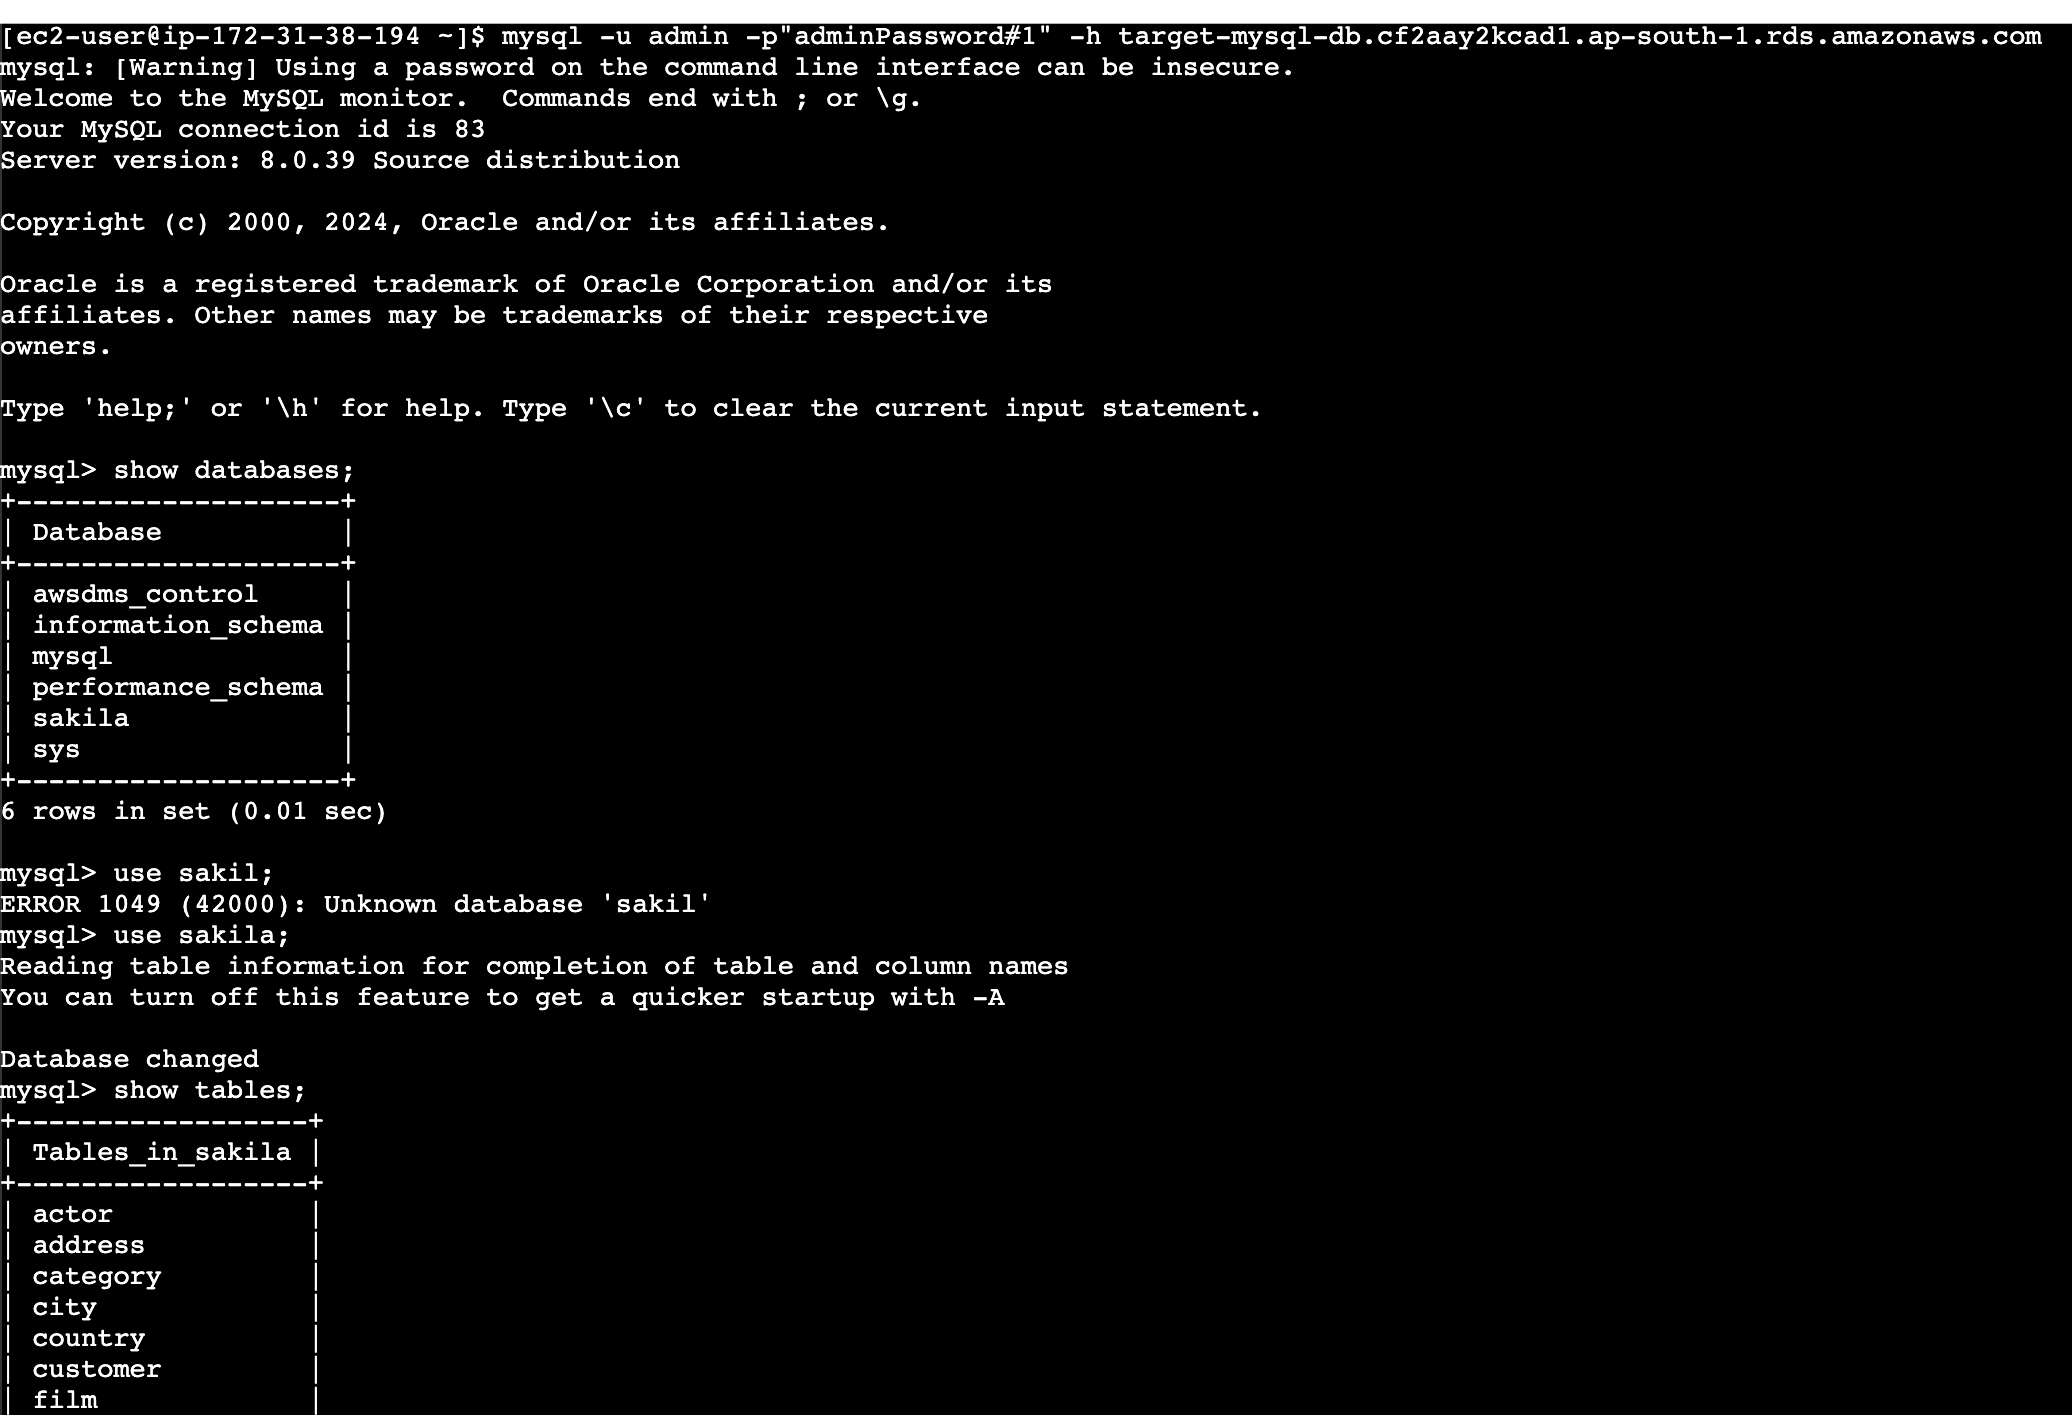 [ec2-user@ip-172-31-38-194 ~]$ mysql -u admin -p"adminPassword#1" -h target-mysql-db.cf2aay2kcad1.ap-south-1.rds.amazonaws.com
mysql: [Warning] Using a password on the command line interface can be insecure.
Welcome to the MySQL monitor.  Commands end with ; or \g.
Your MySQL connection id is 83
Server version: 8.0.39 Source distribution

Copyright (c) 2000, 2024, Oracle and/or its affiliates.

Oracle is a registered trademark of Oracle Corporation and/or its
affiliates. Other names may be trademarks of their respective
owners.

Type 'help;' or '\h' for help. Type '\c' to clear the current input statement.

mysql> show databases;
+--------------------+
| Database           |
+--------------------+
| awsdms_control     |
| information_schema |
| mysql              |
| performance_schema |
| sakila             |
| sys                |
+--------------------+
6 rows in set (0.01 sec)

mysql> use sakil;
ERROR 1049 (42000): Unknown database 'sakil'
mysql> use sakila;
Reading table information for completion of table and column names
You can turn off this feature to get a quicker startup with -A

Database changed
mysql> show tables;
+------------------+
| Tables_in_sakila |
+------------------+
| actor            |
| address          |
| category         |
| city             |
| country          |
| customer         |
| film             |